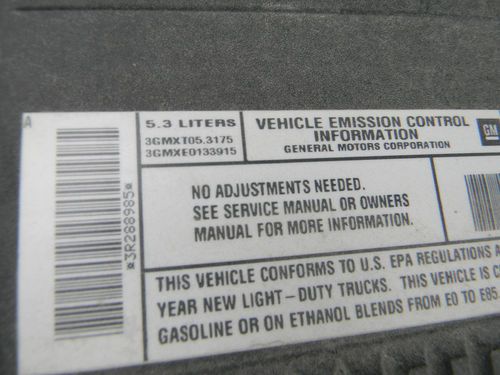 A
*3R288985*
5.3 LITERS
3GMXT05.3175
3GMXE0133915
VEHICLE EMISSION CONTROL
INFORMATION
GENERAL MOTORS CORPORATION
GM
NO ADJUSTMENTS NEEDED.
SEE SERVICE MANUAL OR OWNERS
MANUAL FOR MORE INFORMATION.
THIS VEHICLE CONFORMS TO U.S. EPA REGULATIONS A
YEAR NEW LIGHT-DUTY TRUCKS. THIS VEHICLE IS C
GASOLINE OR ON ETHANOL BLENDS FROM E0 TO E85.